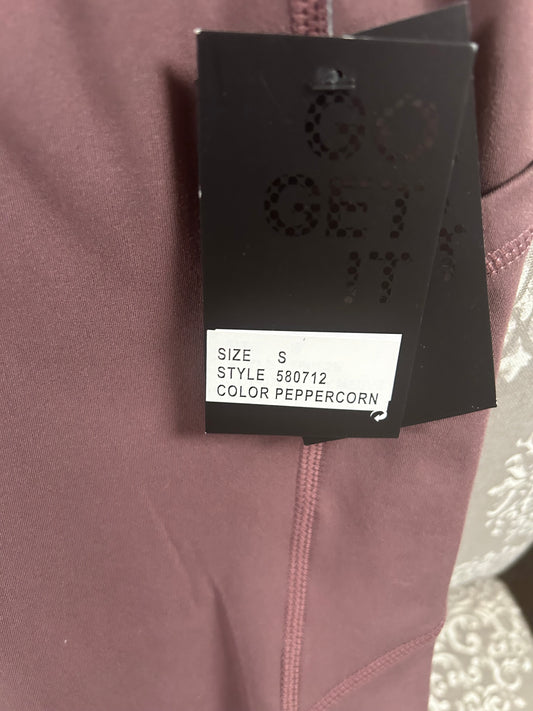 GO
GET
IT
SIZE S
STYLE 580712
COLOR PEPPERCORN